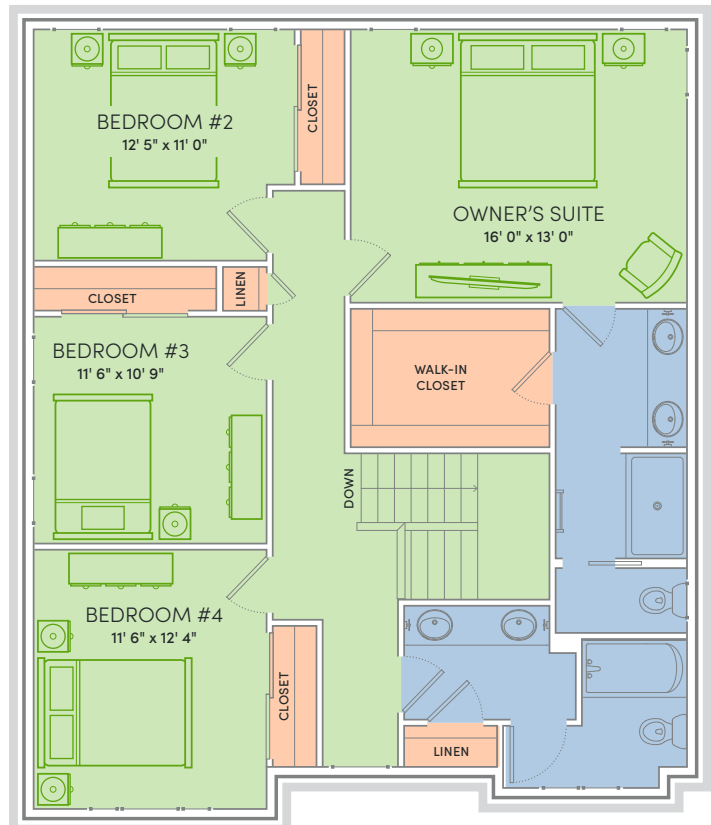 BEDROOM #2
12' 5" x 11' 0"
CLOSET
OWNER'S SUITE
16' 0" x 13' 0"
CLOSET
LINEN
BEDROOM #3
11' 6" x 10' 9"
WALK-IN
CLOSET
DOWN
BEDROOM #4
11' 6" x 12' 4"
CLOSET
LINEN